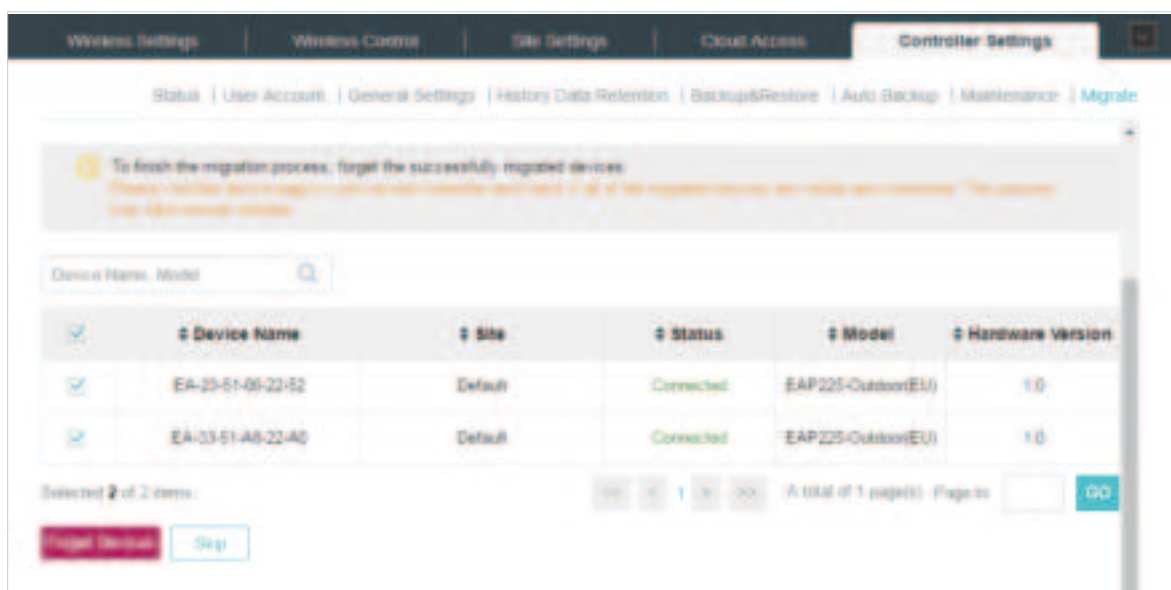 Wireless Settings Wireless Control Site Settings Cloud Access Controller Settings
Status | User Account | General Settings | History Data Retention | Backup&Restore | Auto Backup | Maintenance | Migrate
To finish the migration process, forget the successfully migrated devices
Device Name, Model
Device Name Site Status Model Hardware Version
EA-23-51-06-22-52 Default Connected EAP225-Outdoor(EU) 1.0
EA-33-51-A8-22-A0 Default Connected EAP225-Outdoor(EU) 1.0
Selected 2 of 2 items << < 1 > >> A total of 1 page(s) Page to GO
Forget Devices Skip